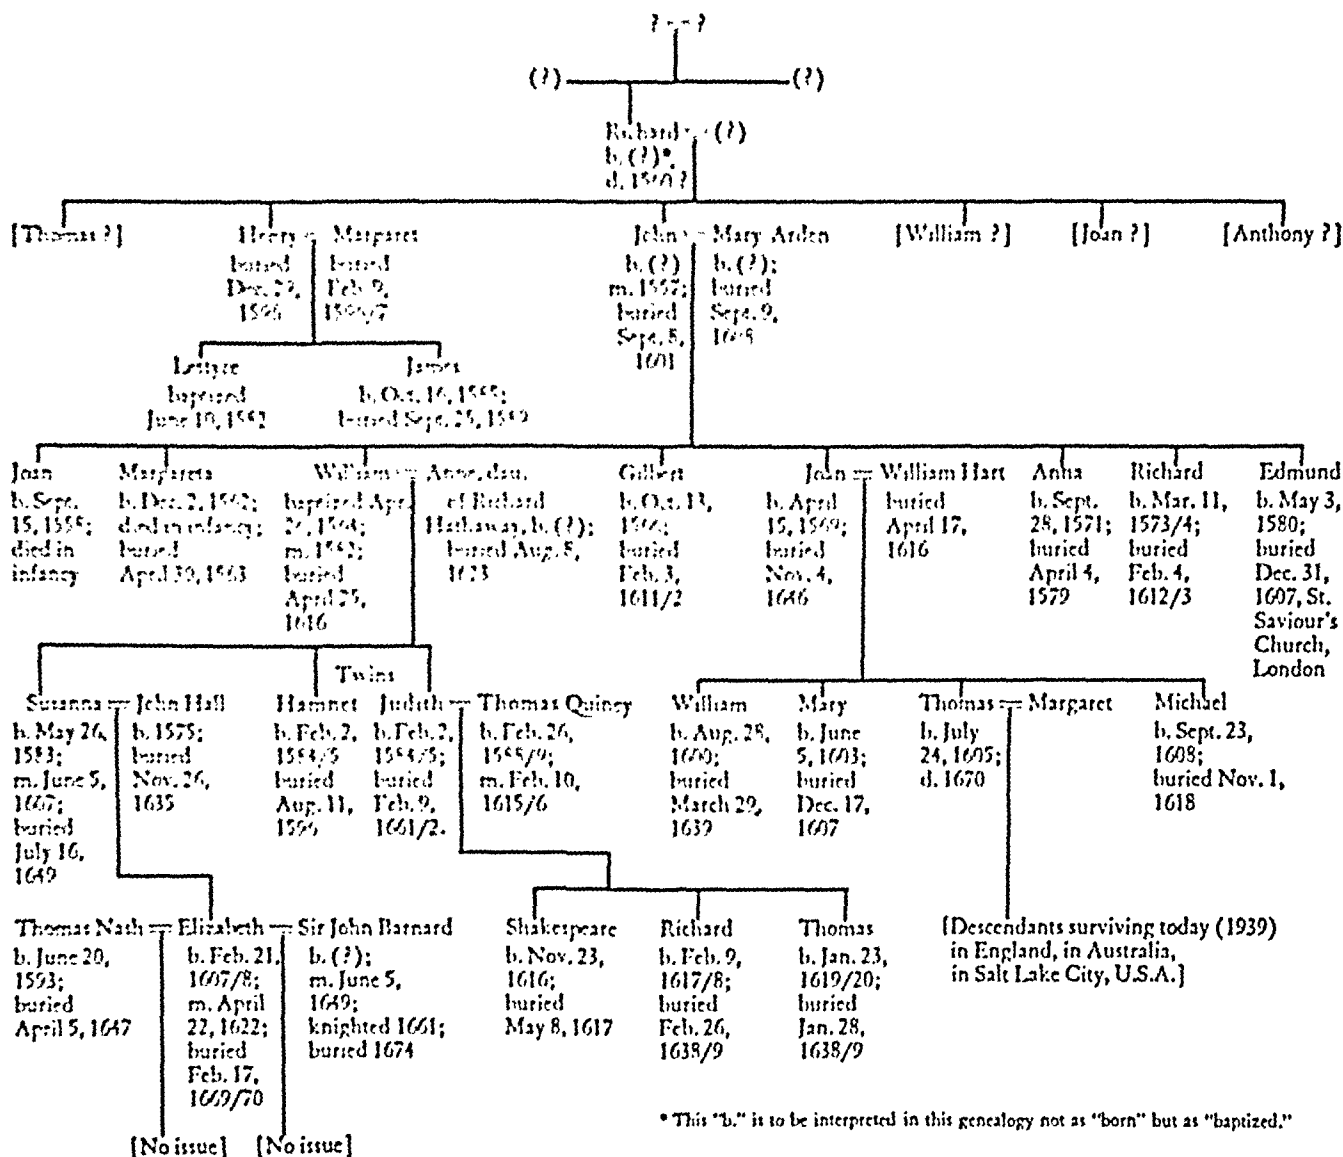 ? = ?
(?) (?)
Richard = (?)
b. (?)*,
d. 1560 ?
[Thomas ?]
Henry = Margaret
buried
Dec. 29,
1596
buried
Feb. 9,
1596/7
John = Mary Arden
b. (?)
m. 1557;
buried
Sept. 8,
1601
b. (?);
buried
Sept. 9,
1608
[William ?]
[Joan ?]
[Anthony ?]
Lettyce
baptized
June 10, 1582
James
b. Oct. 16, 1585;
buried Sept. 25, 1589
Joan
b. Sept.
15, 1558;
died in
infancy
Margareta
b. Dec. 2, 1562;
died in infancy;
buried
April 30, 1563
William = Anne, dau.
baptized Apr.
26, 1564;
m. 1582;
buried
April 25,
1616
of Richard
Hathaway, b. (?);
buried Aug. 8,
1623
Gilbert
b. Oct. 13,
1566;
buried
Feb. 3,
1611/2
Joan = William Hart
b. April
15, 1569;
buried
Nov. 4,
1646
buried
April 17,
1616
Anna
b. Sept.
28, 1571;
buried
April 4,
1579
Richard
b. Mar. 11,
1573/4;
buried
Feb. 4,
1612/3
Edmund
b. May 3,
1580;
buried
Dec. 31,
1607, St.
Saviour's
Church,
London
Twins
Susanna = John Hall
b. May 26,
1583;
m. June 5,
1607;
buried
July 16,
1649
b. 1575;
buried
Nov. 26,
1635
Hamnet
b. Feb. 2,
1584/5
buried
Aug. 11,
1596
Judith = Thomas Quiney
b. Feb. 2,
1584/5;
buried
Feb. 9,
1661/2.
b. Feb. 26,
1588/9;
m. Feb. 10,
1615/6
William
b. Aug. 28,
1600;
buried
March 29,
1639
Mary
b. June
5, 1603;
buried
Dec. 17,
1607
Thomas = Margaret
b. July
24, 1605;
d. 1670
Michael
b. Sept. 23,
1608;
buried Nov. 1,
1618
Thomas Nash = Elizabeth = Sir John Barnard
b. June 20,
1593;
buried
April 5, 1647
b. Feb. 21,
1607/8;
m. April
22, 1622;
buried
Feb. 17,
1669/70
b. (?);
m. June 5,
1649;
knighted 1661;
buried 1674
Shakespeare
b. Nov. 23,
1616;
buried
May 8, 1617
Richard
b. Feb. 9,
1617/8;
buried
Feb. 26,
1638/9
Thomas
b. Jan. 23,
1619/20;
buried
Jan. 28,
1638/9
[Descendants surviving today (1939)
in England, in Australia,
in Salt Lake City, U.S.A.]
[No issue] [No issue]
* This "b." is to be interpreted in this genealogy not as "born" but as "baptized."